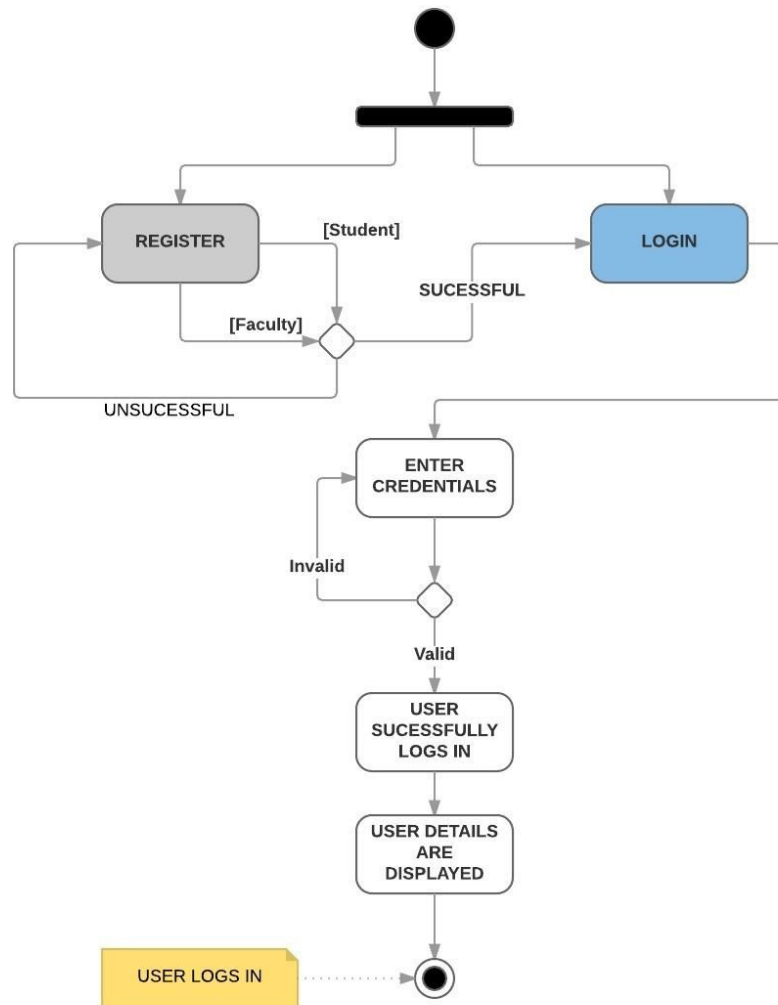 REGISTER
[Student]
LOGIN
SUCESSFUL
[Faculty]
UNSUCESSFUL
ENTER
CREDENTIALS
Invalid
Valid
USER
SUCESSFULLY
LOGS IN
USER DETAILS
ARE
DISPLAYED
USER LOGS IN